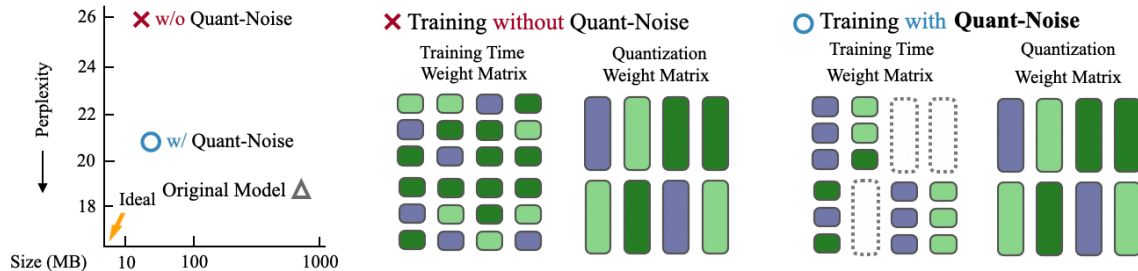 26
24
22
20
18
Perplexity
w/o Quant-Noise
w/ Quant-Noise
Original Model
Ideal
Size (MB)
10
100
1000
Training without Quant-Noise
Training Time
Weight Matrix
Quantization
Weight Matrix
Training with Quant-Noise
Training Time
Weight Matrix
Quantization
Weight Matrix